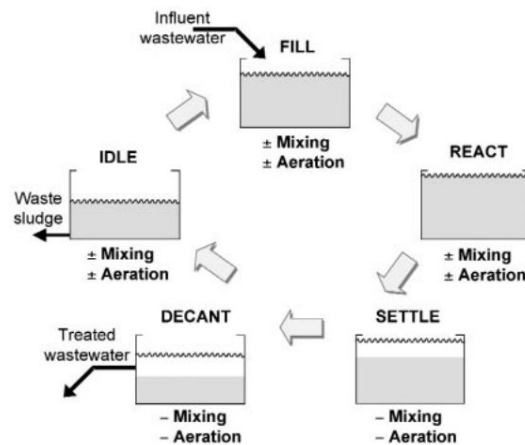 Influent
wastewater
FILL
± Mixing
± Aeration
REACT
± Mixing
± Aeration
SETTLE
– Mixing
– Aeration
DECANT
Treated
wastewater
– Mixing
– Aeration
IDLE
Waste
sludge
± Mixing
± Aeration